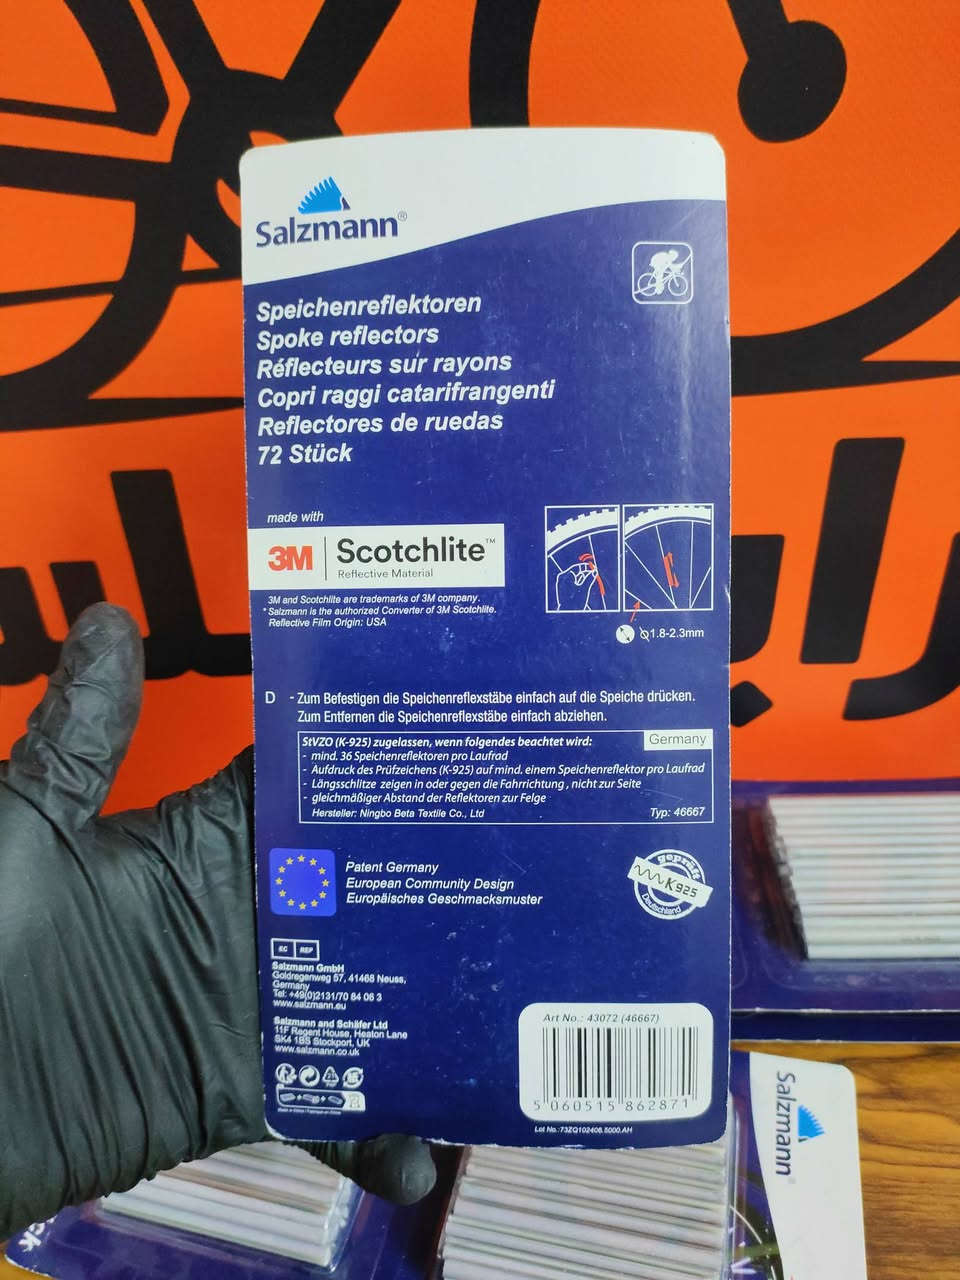 Salzmann®
Speichenreflektoren
Spoke reflectors
Réflecteurs sur rayons
Copri raggi catarifrangenti
Reflectores de ruedas
72 Stück
made with
3M Scotchlite™
Reflective Material
3M and Scotchlite are trademarks of 3M company.
* Salzmann is the authorized Converter of 3M Scotchlite.
Reflective Film Origin: USA
1.8-2.3mm
D - Zum Befestigen die Speichenreflexstäbe einfach auf die Speiche drücken.
Zum Entfernen die Speichenreflexstäbe einfach abziehen.
StVZO (K-925) zugelassen, wenn folgendes beachtet wird: Germany
- mind. 36 Speichenreflektoren pro Laufrad
- Aufdruck des Prüfzeichens (K-925) auf mind. einem Speichenreflektor pro Laufrad
- Längsschlitze zeigen in oder gegen die Fahrrichtung, nicht zur Seite
- gleichmäßiger Abstand der Reflektoren zur Felge
Hersteller: Ningbo Beta Textile Co., Ltd Typ: 46667
Patent Germany
European Community Design
Europäisches Geschmacksmuster
geprüft
K925
Deutschland
EC REP
Salzmann GmbH
Goldregenweg 57, 41468 Neuss,
Germany
Tel: +49(0)2131/70 84 06 3
www.salzmann.eu
Salzmann and Schäfer Ltd
11F Regent House, Heaton Lane
SK4 1BS Stockport, UK
www.salzmann.co.uk
Art No.: 43072 (46667)
5 060515 862871
Lot No.:73ZQ102406.5000.AH
Salzmann